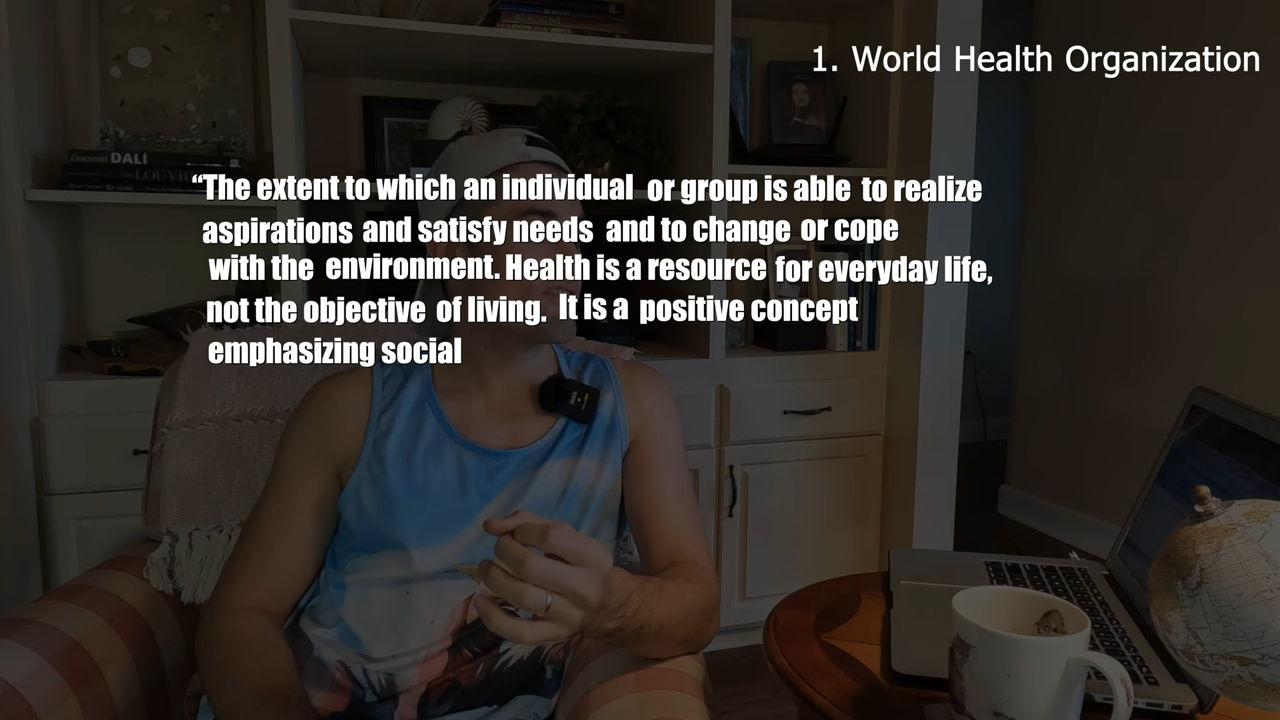 1. World Health Organization
Essential DALÍ
“The extent to which an individual or group is able to realize
aspirations and satisfy needs and to change or cope
with the environment. Health is a resource for everyday life,
not the objective of living. It is a positive concept
emphasizing social